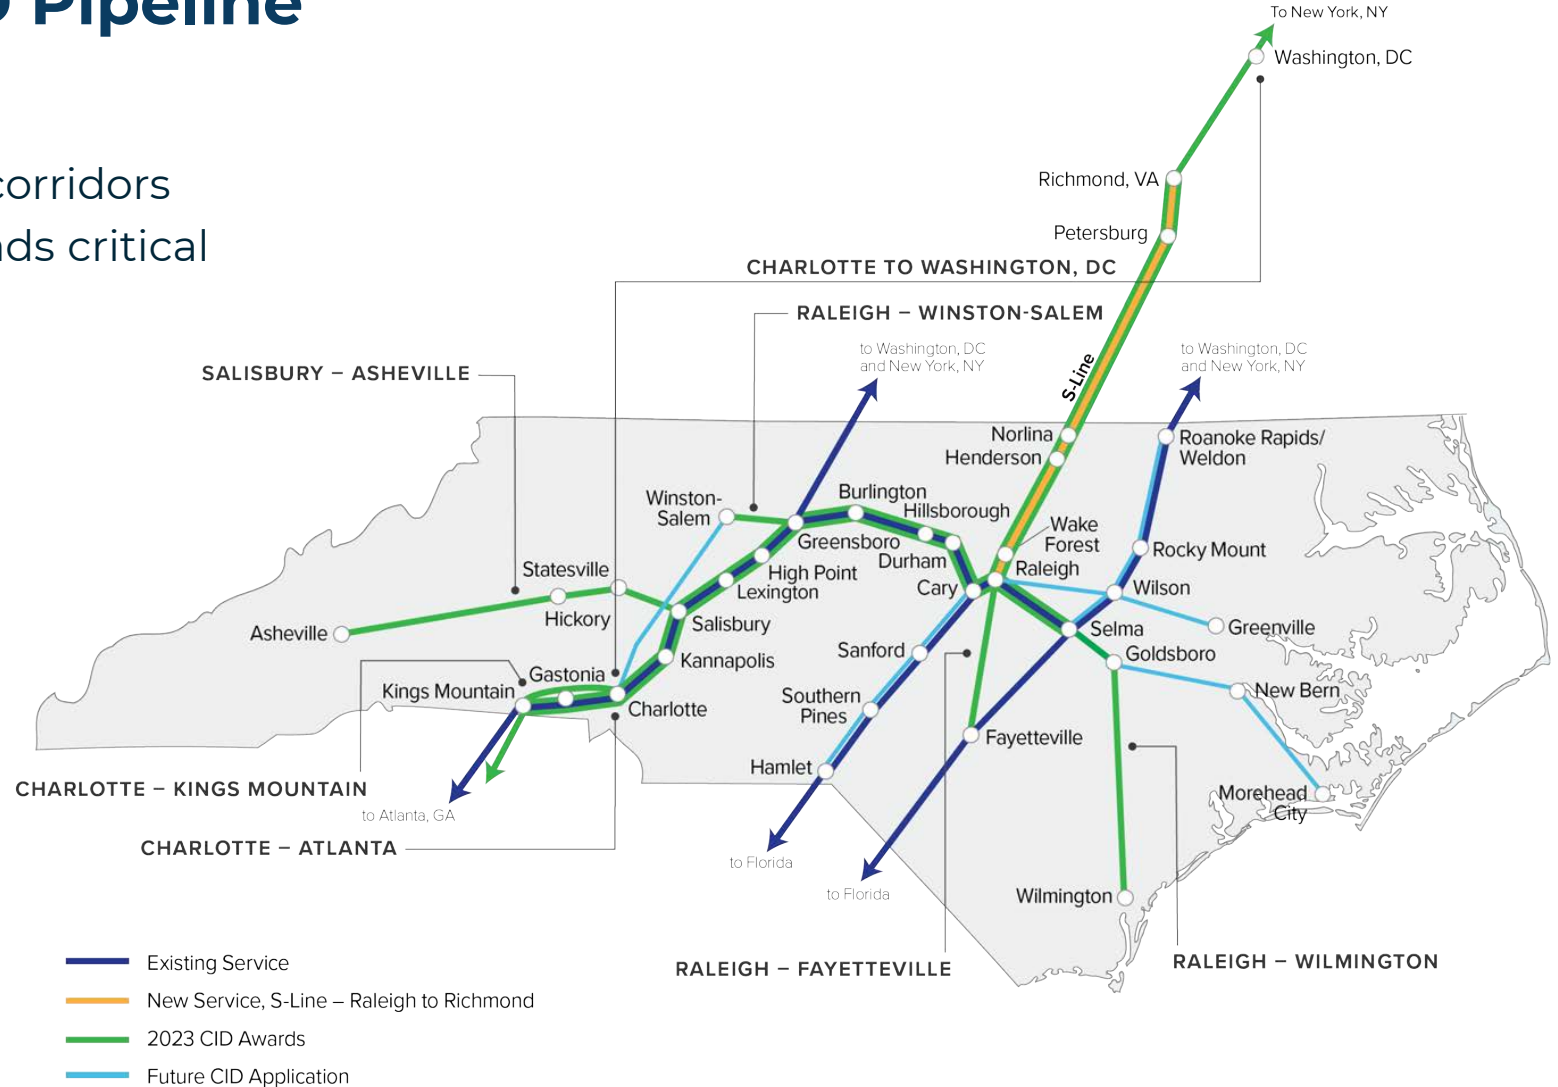 Pipeline
corridors
critical
To New York, NY
Washington, DC
Richmond, VA
Petersburg
CHARLOTTE TO WASHINGTON, DC
RALEIGH – WINSTON-SALEM
to Washington, DC
and New York, NY
to Washington, DC
and New York, NY
SALISBURY – ASHEVILLE
S-Line
Norlina
Henderson
Roanoke Rapids/
Weldon
Winston-
Salem
Burlington
Hillsborough
Wake
Forest
Greensboro
Durham
Raleigh
Rocky Mount
High Point
Lexington
Cary
Wilson
Statesville
Hickory
Asheville
Salisbury
Selma
Greenville
Sanford
Goldsboro
Kannapolis
Gastonia
Kings Mountain
Charlotte
Southern
Pines
New Bern
Fayetteville
Hamlet
Morehead
City
CHARLOTTE – KINGS MOUNTAIN
to Atlanta, GA
CHARLOTTE – ATLANTA
to Florida
to Florida
Wilmington
RALEIGH – FAYETTEVILLE
RALEIGH – WILMINGTON
Existing Service
New Service, S-Line – Raleigh to Richmond
2023 CID Awards
Future CID Application